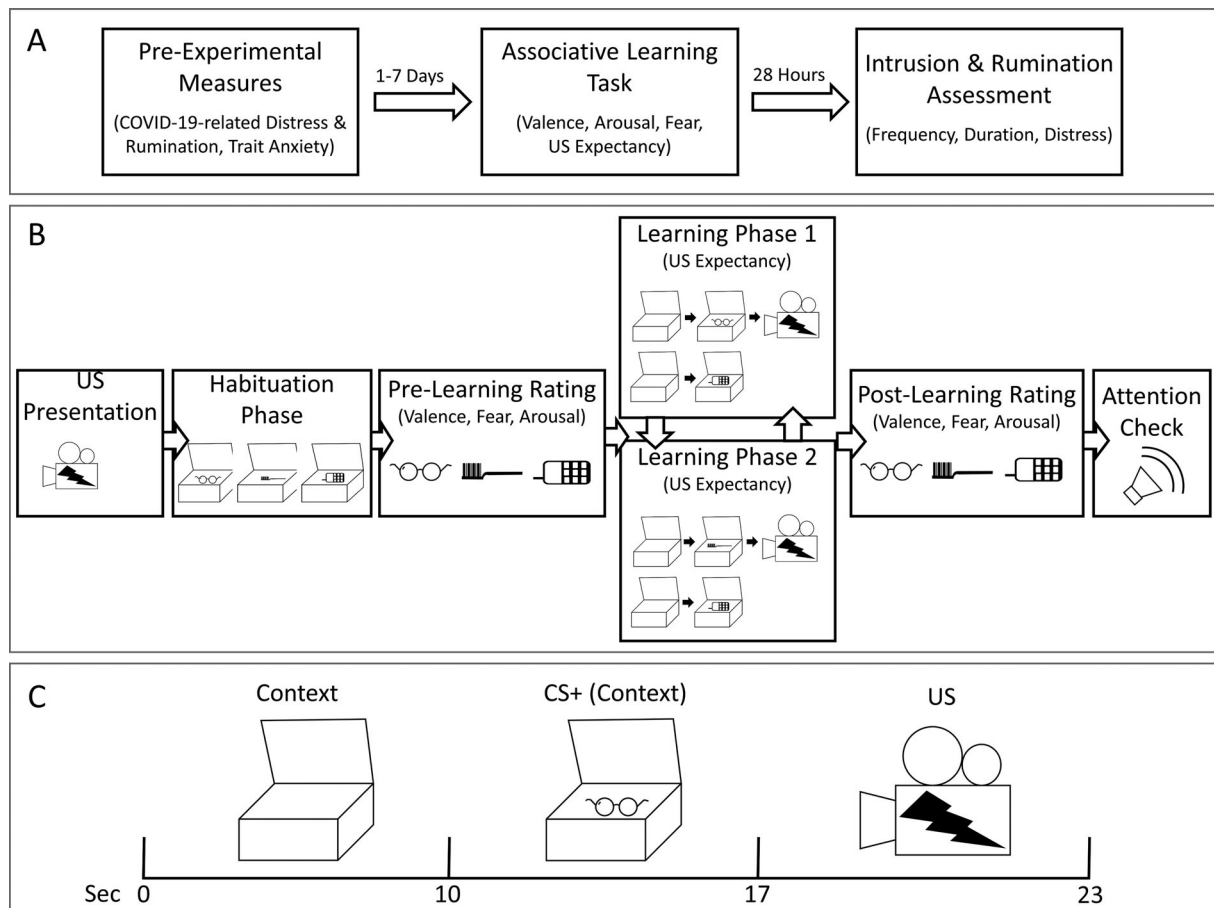 A
Pre-Experimental
Measures
(COVID-19-related Distress &
Rumination, Trait Anxiety)
1-7 Days
Associative Learning
Task
(Valence, Arousal, Fear,
US Expectancy)
28 Hours
Intrusion & Rumination
Assessment
(Frequency, Duration, Distress)
B
US
Presentation
Habituation
Phase
Pre-Learning Rating
(Valence, Fear, Arousal)
Learning Phase 1
(US Expectancy)
Learning Phase 2
(US Expectancy)
Post-Learning Rating
(Valence, Fear, Arousal)
Attention
Check
C
Context
CS+ (Context)
US
Sec 0 10 17 23